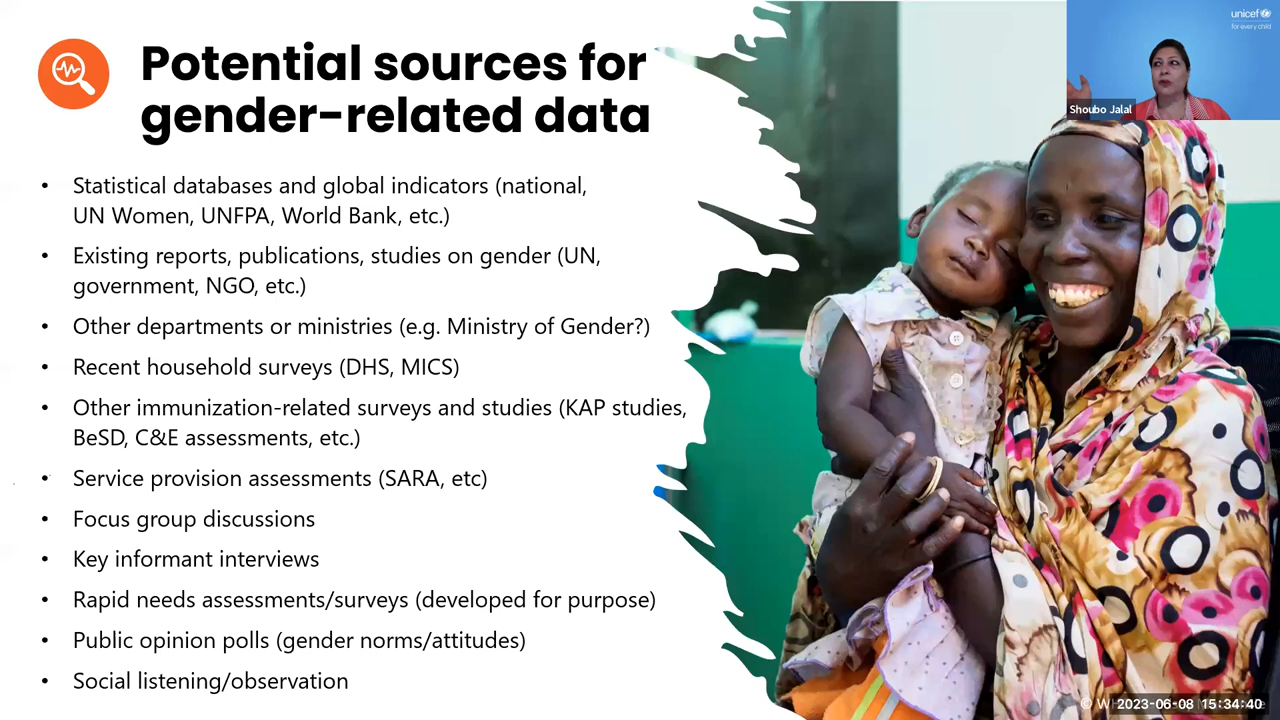 Potential sources for
gender-related data
• Statistical databases and global indicators (national,
UN Women, UNFPA, World Bank, etc.)
• Existing reports, publications, studies on gender (UN,
government, NGO, etc.)
• Other departments or ministries (e.g. Ministry of Gender?)
• Recent household surveys (DHS, MICS)
• Other immunization-related surveys and studies (KAP studies,
BeSD, C&E assessments, etc.)
• Service provision assessments (SARA, etc)
• Focus group discussions
• Key informant interviews
• Rapid needs assessments/surveys (developed for purpose)
• Public opinion polls (gender norms/attitudes)
• Social listening/observation
unicef
for every child
Shoubo Jalal
2023-06-08 15:34:40